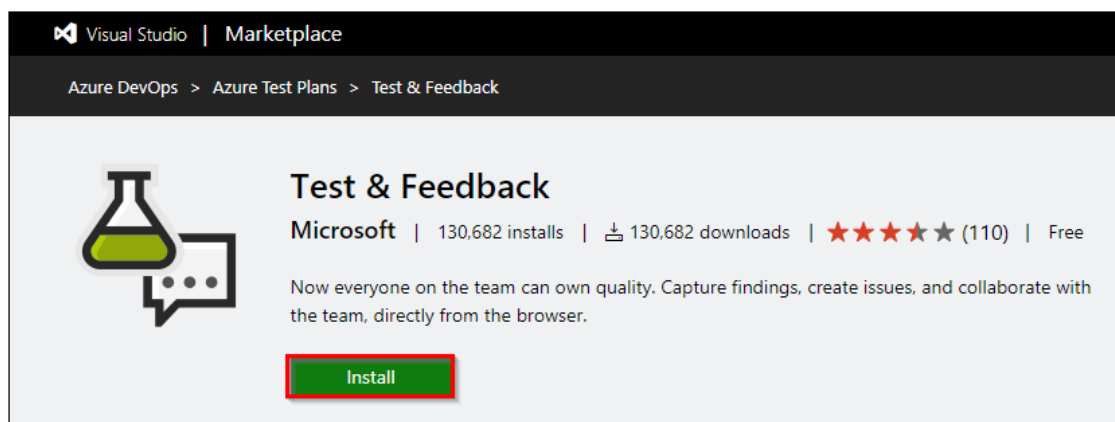 Visual Studio | Marketplace
Azure DevOps > Azure Test Plans > Test & Feedback
Test & Feedback
Microsoft | 130,682 installs | 130,682 downloads | (110) | Free
Now everyone on the team can own quality. Capture findings, create issues, and collaborate with
the team, directly from the browser.
Install